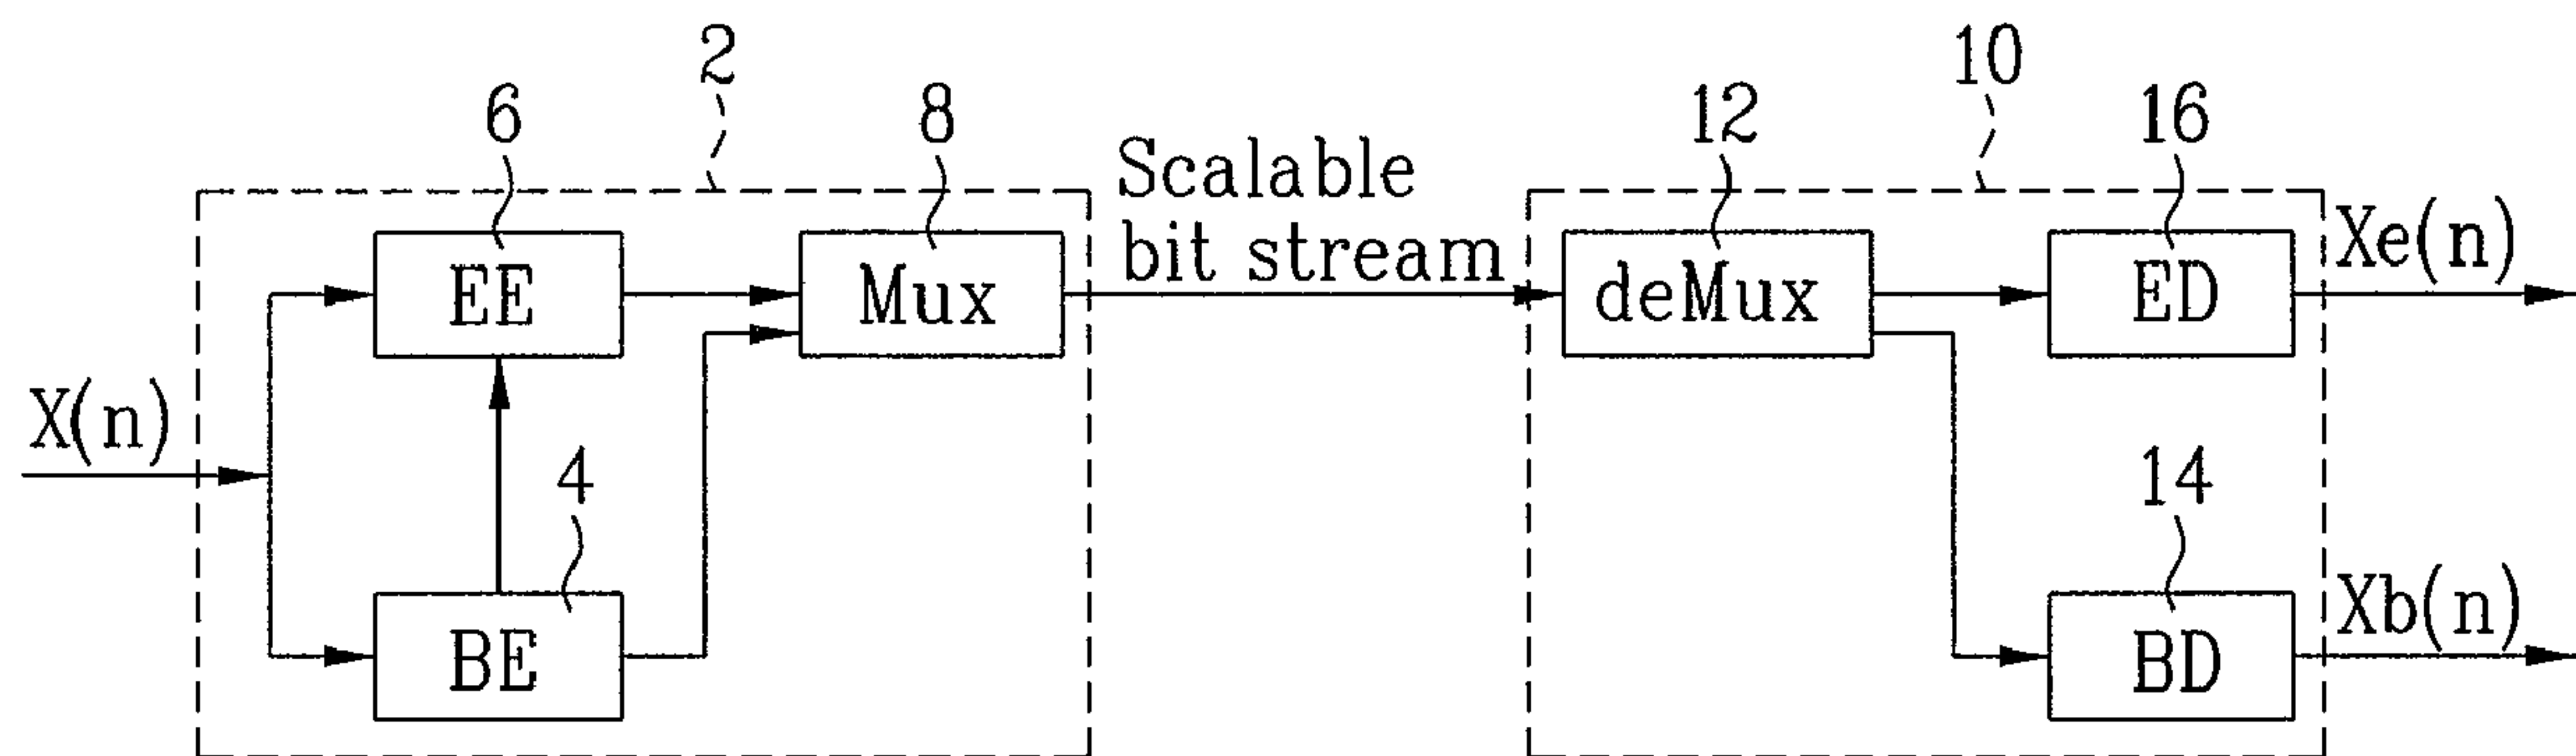 2
10
6
8
12
16
Scalable
bit stream
EE
Mux
deMux
ED
Xe(n)
X(n)
4
14
BE
BD
Xb(n)